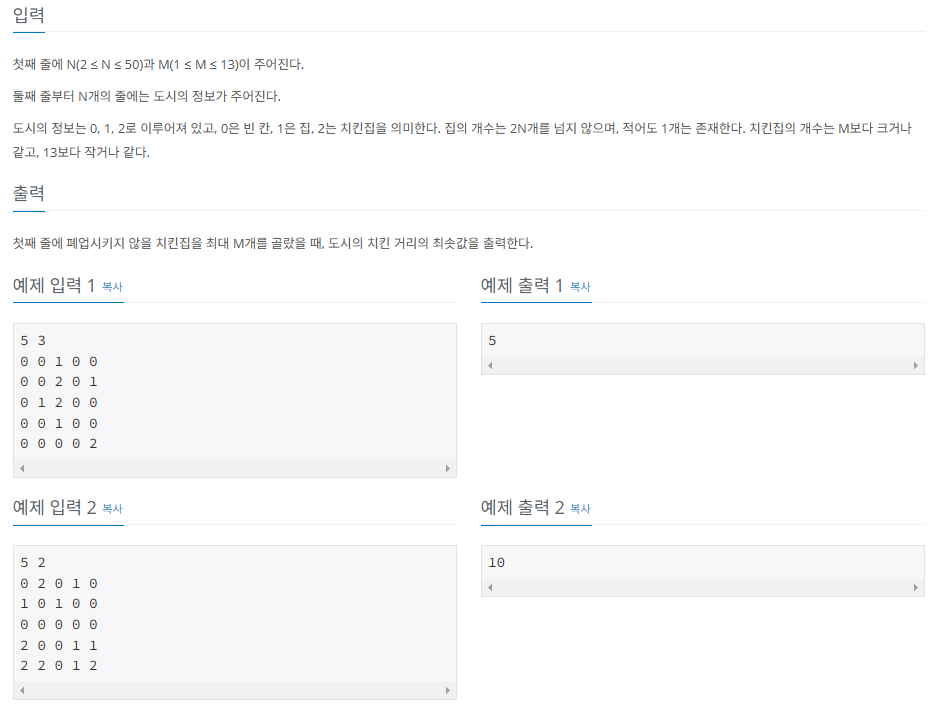 입력
첫째 줄에 N(2 ≤ N ≤ 50)과 M(1 ≤ M ≤ 13)이 주어진다.
둘째 줄부터 N개의 줄에는 도시의 정보가 주어진다.
도시의 정보는 0, 1, 2로 이루어져 있고, 0은 빈 칸, 1은 집, 2는 치킨집을 의미한다. 집의 개수는 2N개를 넘지 않으며, 적어도 1개는 존재한다. 치킨집의 개수는 M보다 크거나
같고, 13보다 작거나 같다.
출력
첫째 줄에 폐업시키지 않을 치킨집을 최대 M개를 골랐을 때, 도시의 치킨 거리의 최솟값을 출력한다.
예제 입력 1 복사
5 3
0 0 1 0 0
0 0 2 0 1
0 1 2 0 0
0 0 1 0 0
0 0 0 0 2
예제 출력 1 복사
5
예제 입력 2 복사
5 2
0 2 0 1 0
1 0 1 0 0
0 0 0 0 0
2 0 0 1 1
2 2 0 1 2
예제 출력 2 복사
10